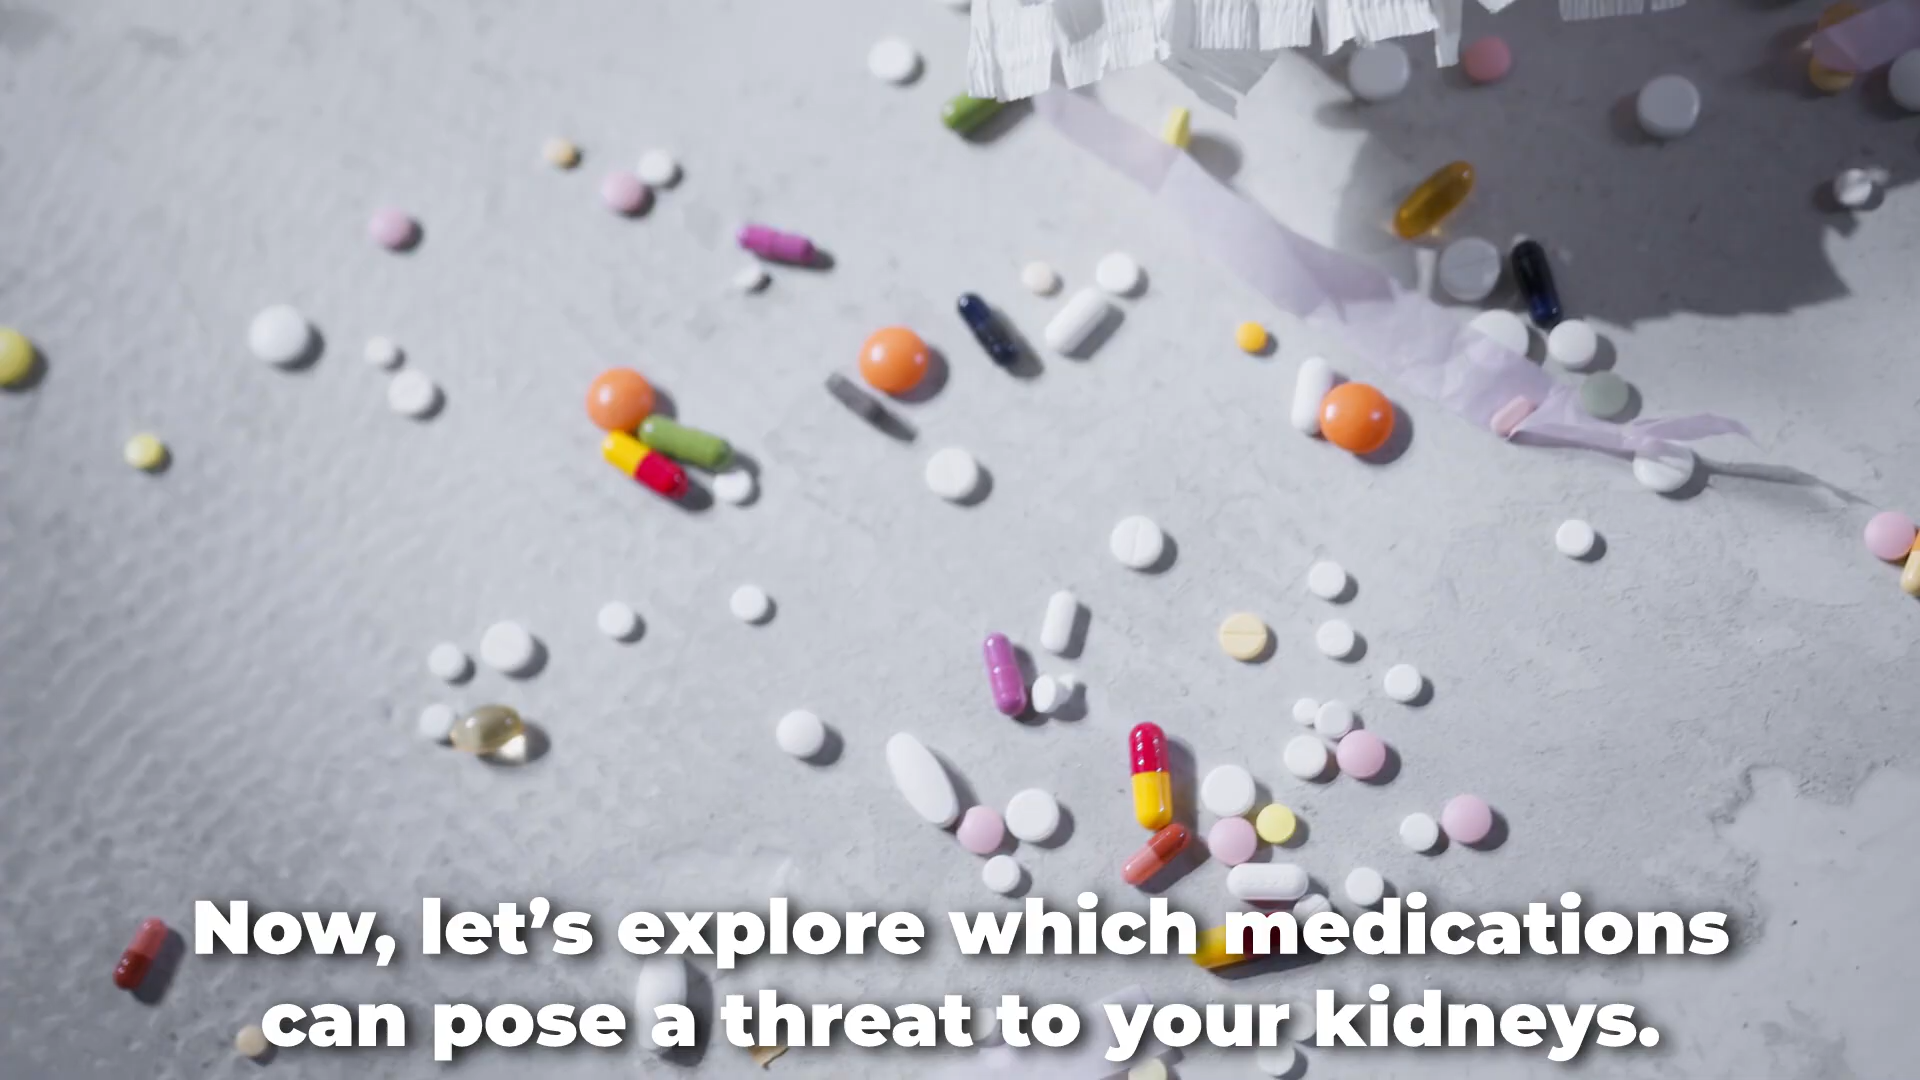 Now, let’s explore which medications
can pose a threat to your kidneys.